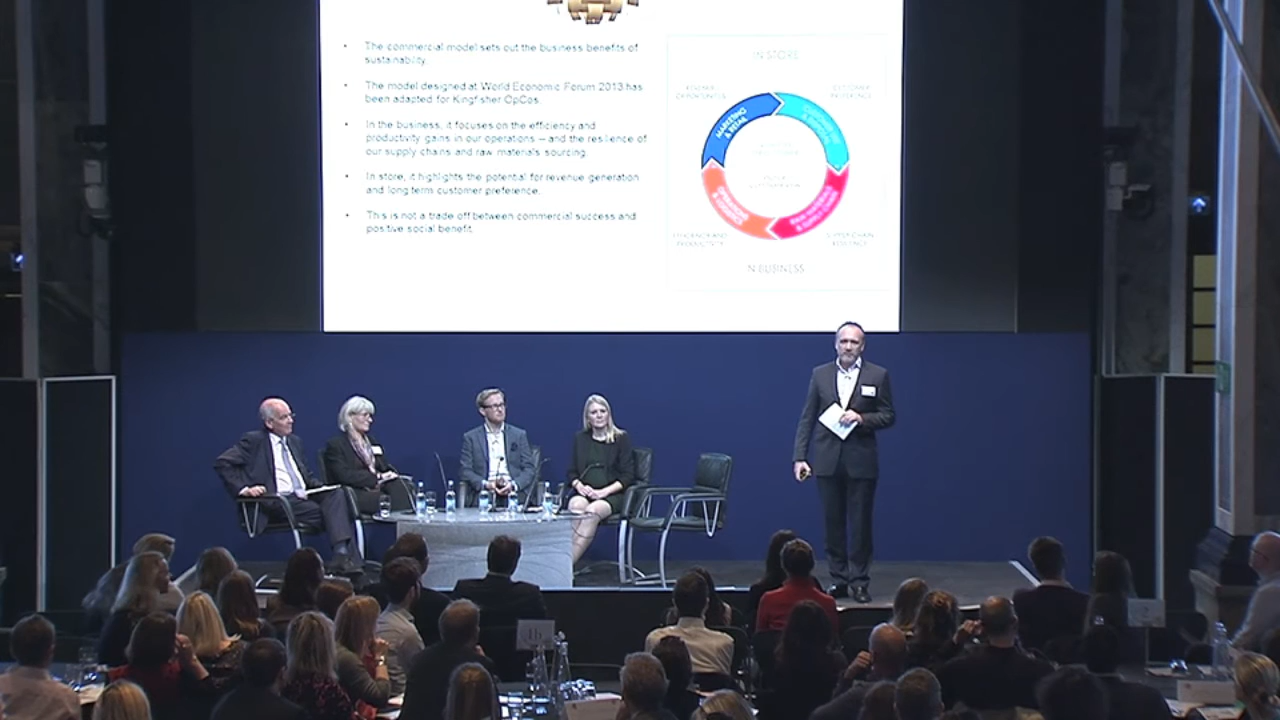 The commercial model sets out the business benefits of
sustainability.
The model designed at World Economic Forum 2013 has
been adapted for Kingfisher OpCos.
In the business, it focuses on the efficiency and
productivity gains in our operations – and the resilience of
our supply chains and raw materials sourcing.
In store, it highlights the potential for revenue generation
and long term customer preference.
This is not a trade off between commercial success and
positive social benefit.
IN STORE
CUSTOMER
PREFERENCE
MARKETING
& RETAIL
EFFICIENCY AND
PRODUCTIVITY
SUPPLY CHAIN
RESILIENCE
IN BUSINESS
1b